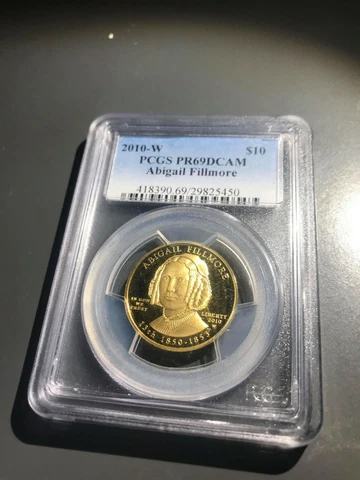 2010-W $10
PCGS PR69DCAM
Abigail Fillmore
418390.69/29825450
ABIGAIL FILLMORE
IN GOD
WE
TRUST
LIBERTY
2010
W
13th 1850-1853